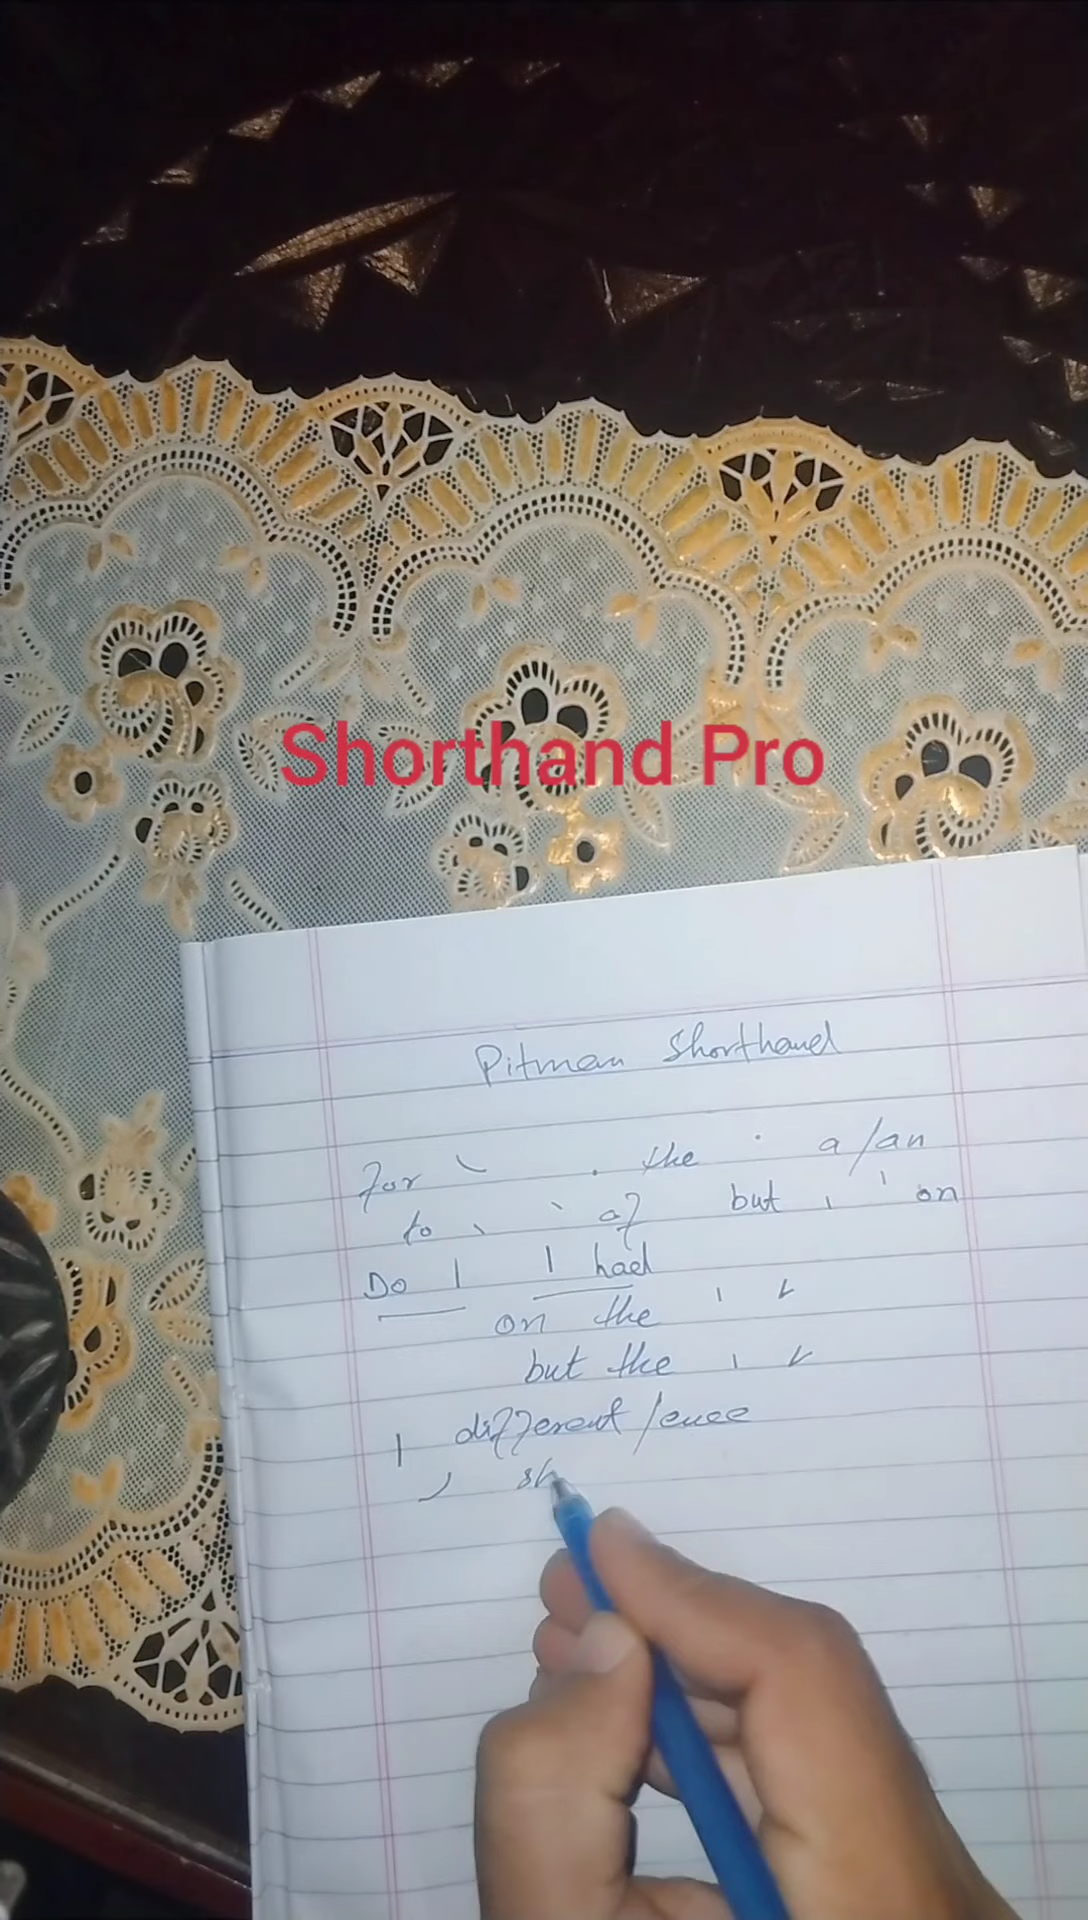 Shorthand Pro
Pitman Shorthand
For the a/an
to of but on
Do had
on the
but the
different/ence
sh